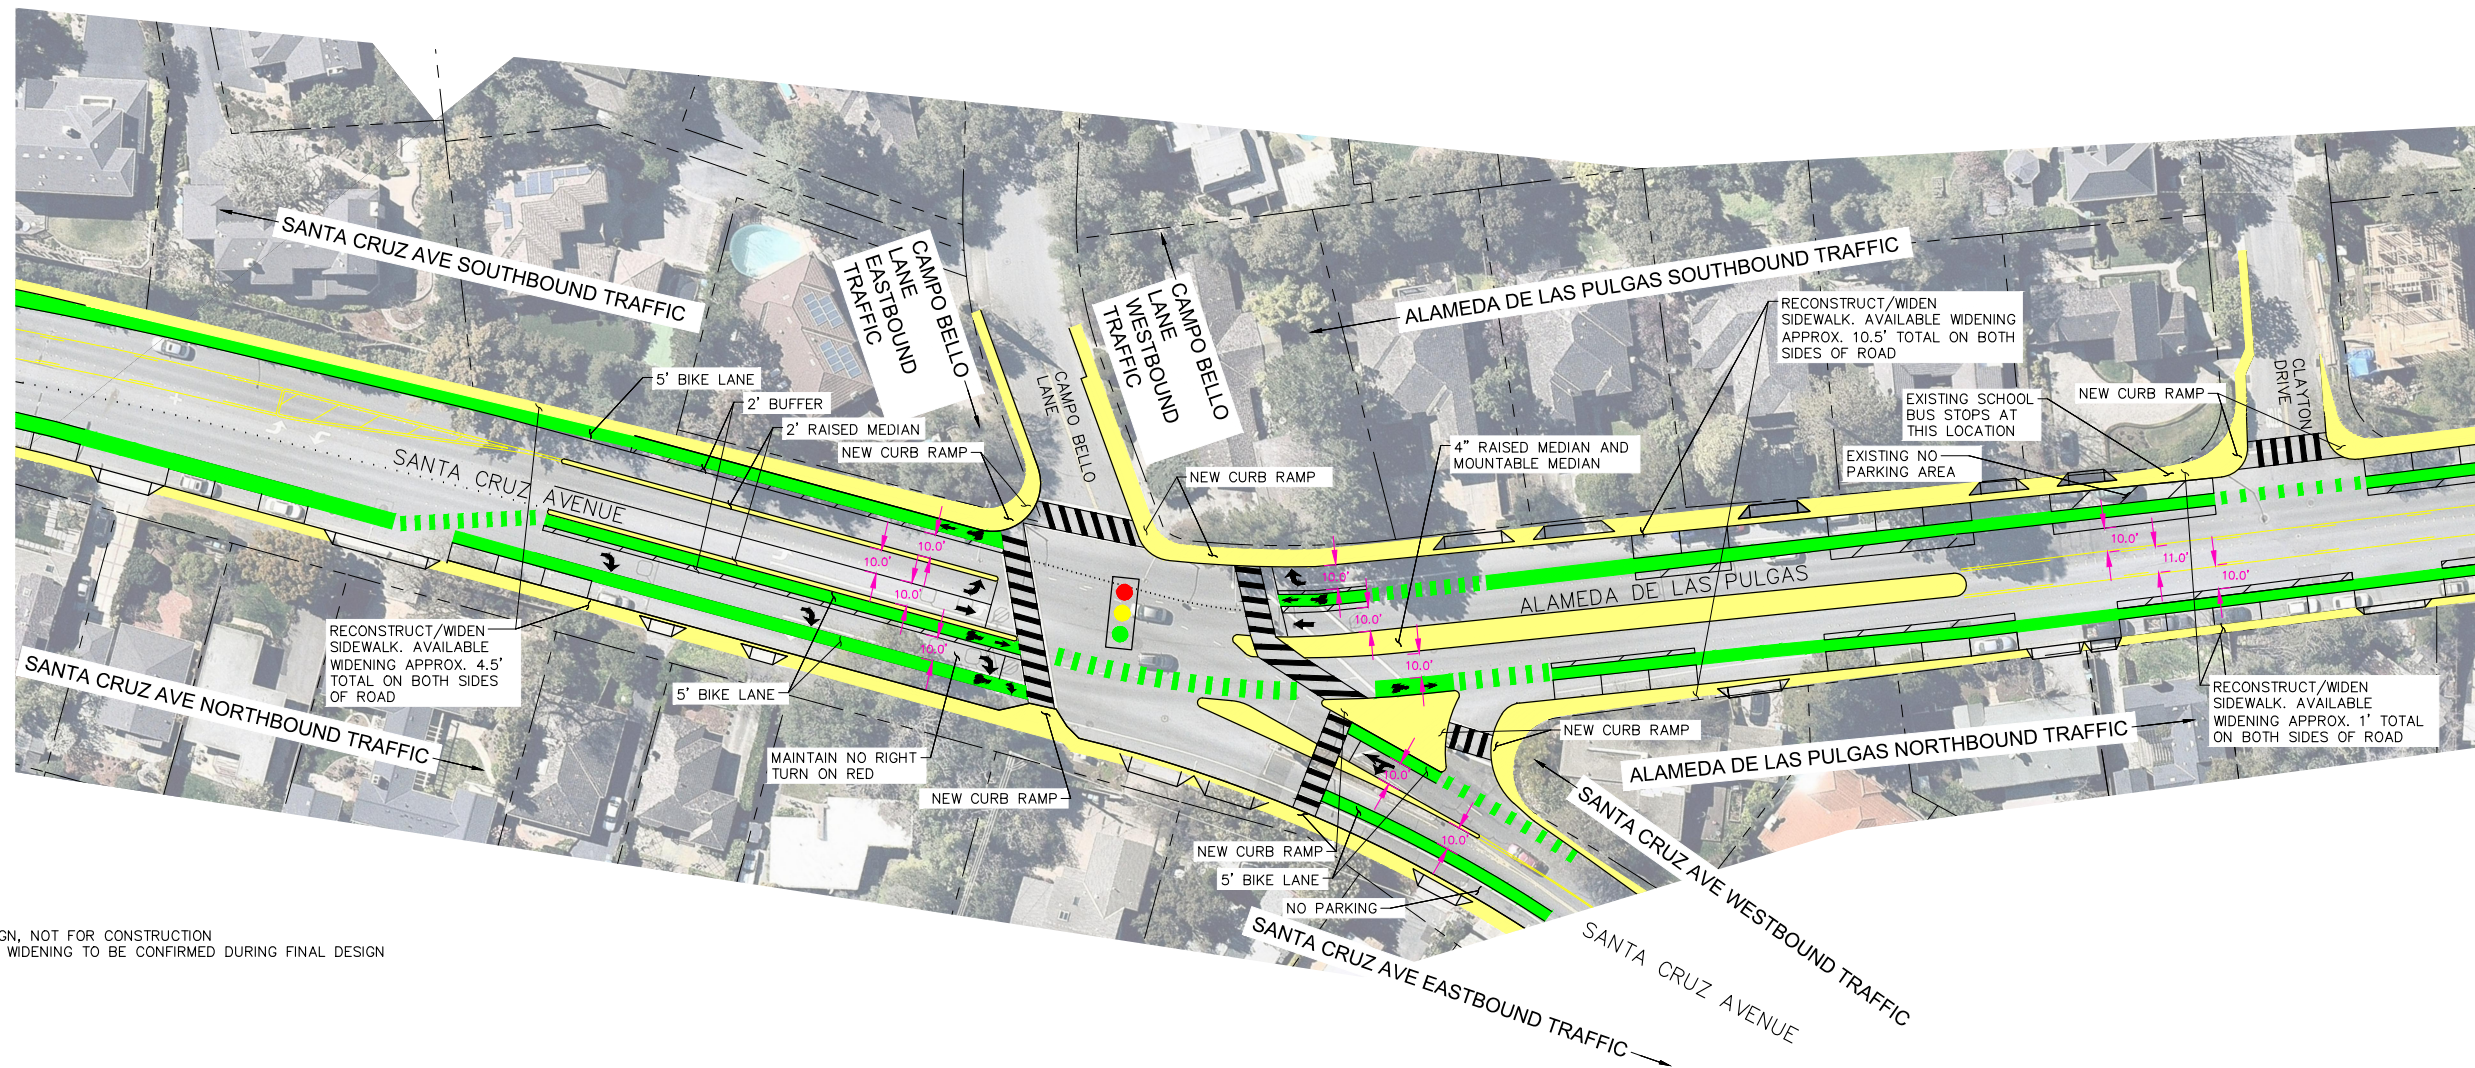 SANTA CRUZ AVE SOUTHBOUND TRAFFIC
CAMPO BELLO
LANE
EASTBOUND
TRAFFIC
CAMPO BELLO
LANE
WESTBOUND
TRAFFIC
ALAMEDA DE LAS PULGAS SOUTHBOUND TRAFFIC
RECONSTRUCT/WIDEN
SIDEWALK. AVAILABLE WIDENING
APPROX. 10.5' TOTAL ON BOTH
SIDES OF ROAD
5' BIKE LANE
2' BUFFER
2' RAISED MEDIAN
NEW CURB RAMP
CAMPO BELLO
LANE
NEW CURB RAMP
4" RAISED MEDIAN AND
MOUNTABLE MEDIAN
EXISTING SCHOOL
BUS STOPS AT
THIS LOCATION
EXISTING NO
PARKING AREA
NEW CURB RAMP
CLAYTON
DRIVE
SANTA CRUZ AVENUE
ALAMEDA DE LAS PULGAS
10.0'
10.0'
10.0'
10.0'
10.0'
10.0'
10.0'
10.0'
11.0'
10.0'
10.0'
10.0'
RECONSTRUCT/WIDEN
SIDEWALK. AVAILABLE
WIDENING APPROX. 4.5'
TOTAL ON BOTH SIDES
OF ROAD
SANTA CRUZ AVE NORTHBOUND TRAFFIC
5' BIKE LANE
MAINTAIN NO RIGHT
TURN ON RED
NEW CURB RAMP
NEW CURB RAMP
ALAMEDA DE LAS PULGAS NORTHBOUND TRAFFIC
RECONSTRUCT/WIDEN
SIDEWALK. AVAILABLE
WIDENING APPROX. 1' TOTAL
ON BOTH SIDES OF ROAD
NEW CURB RAMP
5' BIKE LANE
NO PARKING
SANTA CRUZ AVE WESTBOUND TRAFFIC
SANTA CRUZ AVE EASTBOUND TRAFFIC
SANTA CRUZ AVENUE
GN, NOT FOR CONSTRUCTION
WIDENING TO BE CONFIRMED DURING FINAL DESIGN